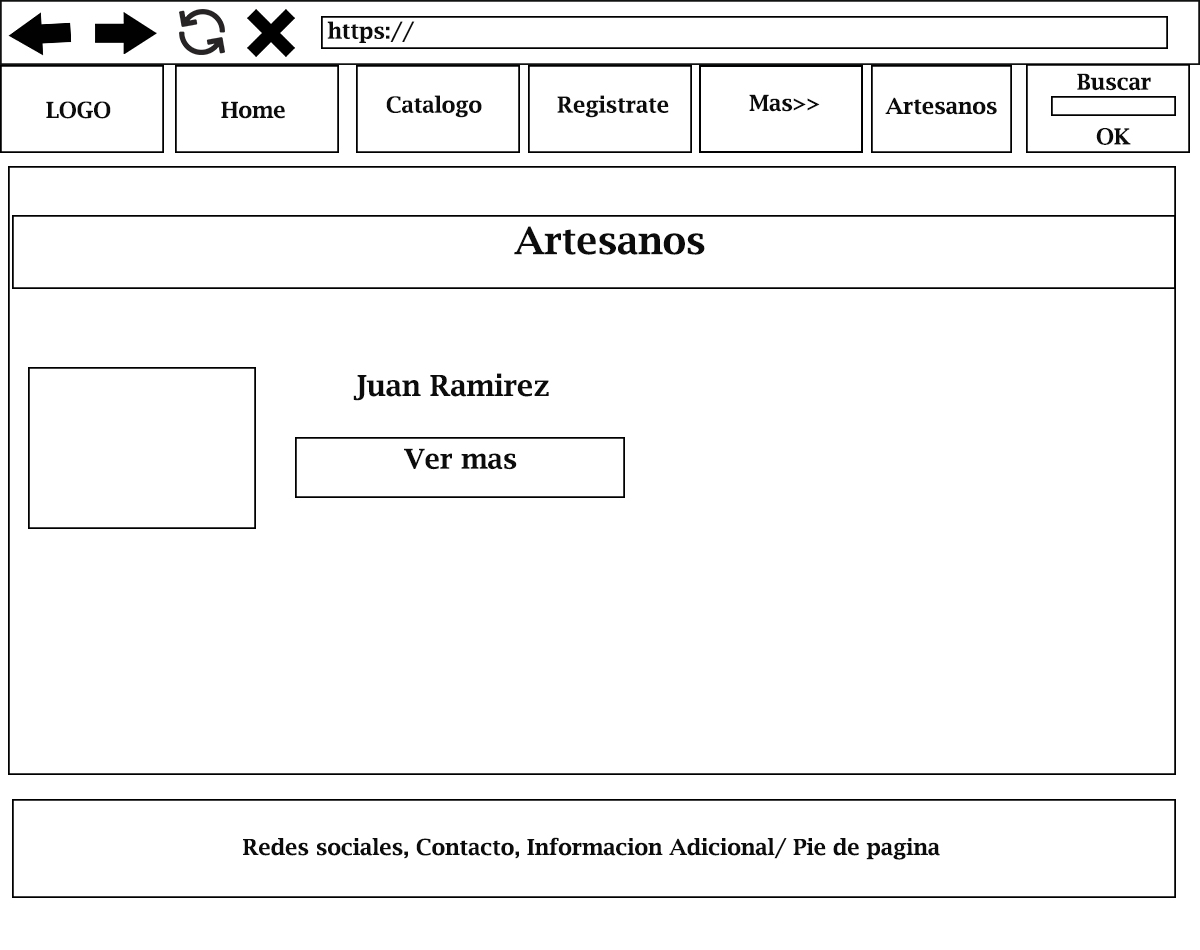 https://
LOGO
Home
Catalogo
Registrate
Mas>>
Artesanos
Buscar
OK
Artesanos
Juan Ramirez
Ver mas
Redes sociales, Contacto, Informacion Adicional/ Pie de pagina